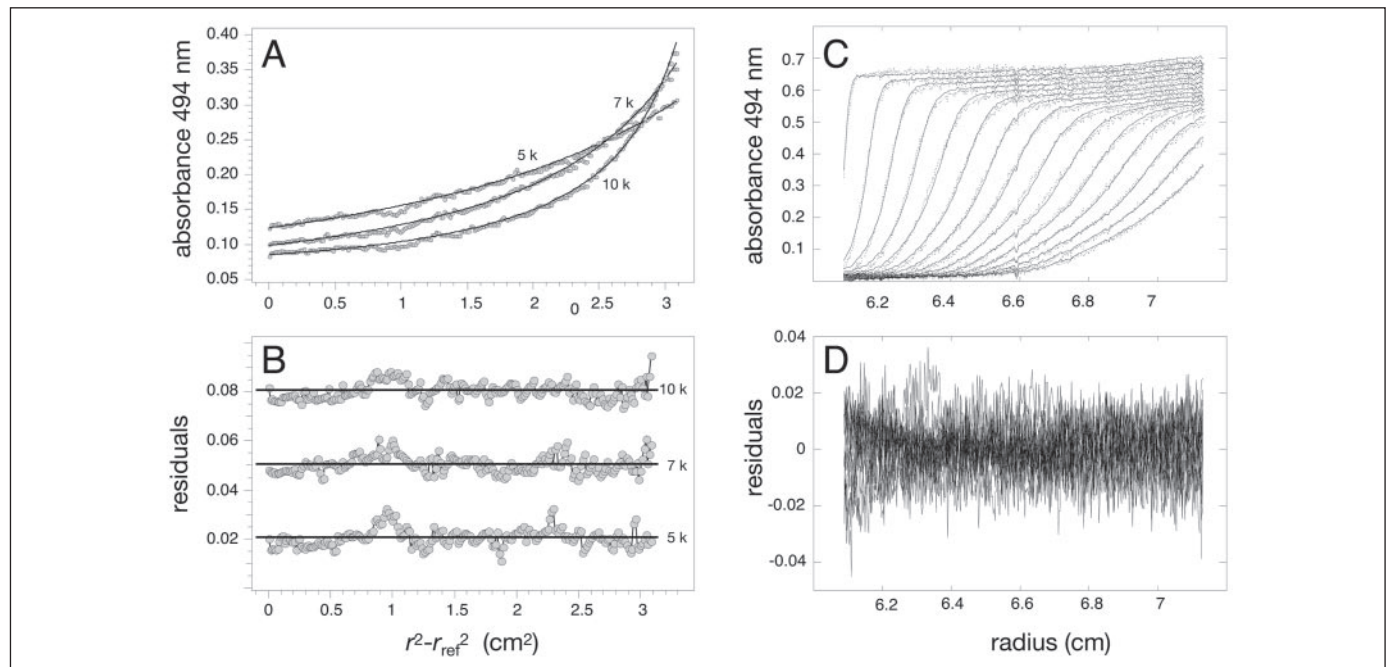 A
absorbance 494 nm
0.40
0.35
0.30
0.25
0.20
0.15
0.10
0.05
5 k
7 k
10 k
0 0.5 1 1.5 2 0 2.5 3
B
residuals
0.08
0.06
0.04
0.02
10 k
7 k
5 k
0 0.5 1 1.5 2 2.5 3
r²-r_ref² (cm²)
C
absorbance 494 nm
0.7
0.6
0.5
0.4
0.3
0.2
0.1
6.2 6.4 6.6 6.8 7
D
residuals
0.04
0.02
0
-0.02
-0.04
6.2 6.4 6.6 6.8 7
radius (cm)